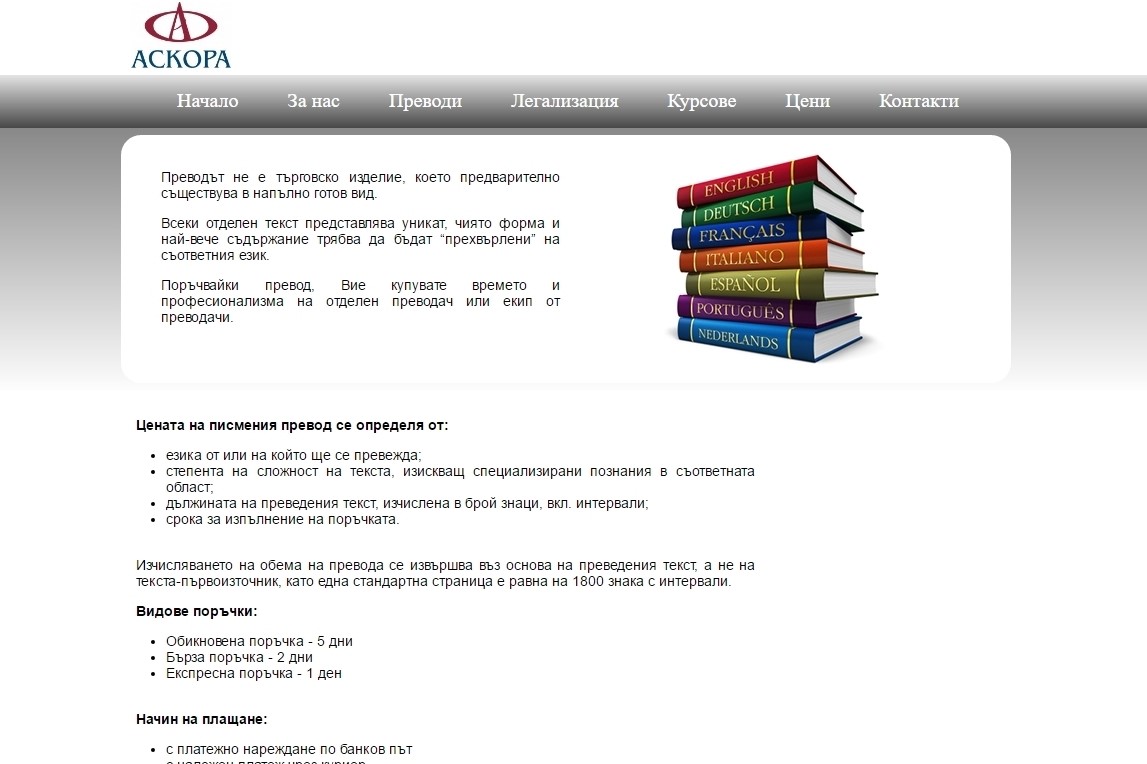 АСКОРА
Начало За нас Преводи Легализация Курсове Цени Контакти
Преводът не е търговско изделие, което предварително
съществува в напълно готов вид.
Всеки отделен текст представлява уникат, чиято форма и
най-вече съдържание трябва да бъдат “прехвърлени” на
съответния език.
Поръчвайки превод, Вие купувате времето и
професионализма на отделен преводач или екип от
преводачи.
ENGLISH
DEUTSCH
FRANÇAIS
ITALIANO
ESPAÑOL
PORTUGUÊS
NEDERLANDS
Цената на писмения превод се определя от:
• езика от или на който ще се превежда;
• степента на сложност на текста, изискващ специализирани познания в съответната
област;
• дължината на преведения текст, изчислена в брой знаци, вкл. интервали;
• срока за изпълнение на поръчката.
Изчисляването на обема на превода се извършва въз основа на преведения текст, а не на
текста-първоизточник, като една стандартна страница е равна на 1800 знака с интервали.
Видове поръчки:
• Обикновена поръчка - 5 дни
• Бърза поръчка - 2 дни
• Експресна поръчка - 1 ден
Начин на плащане:
• с платежно нареждане по банков път